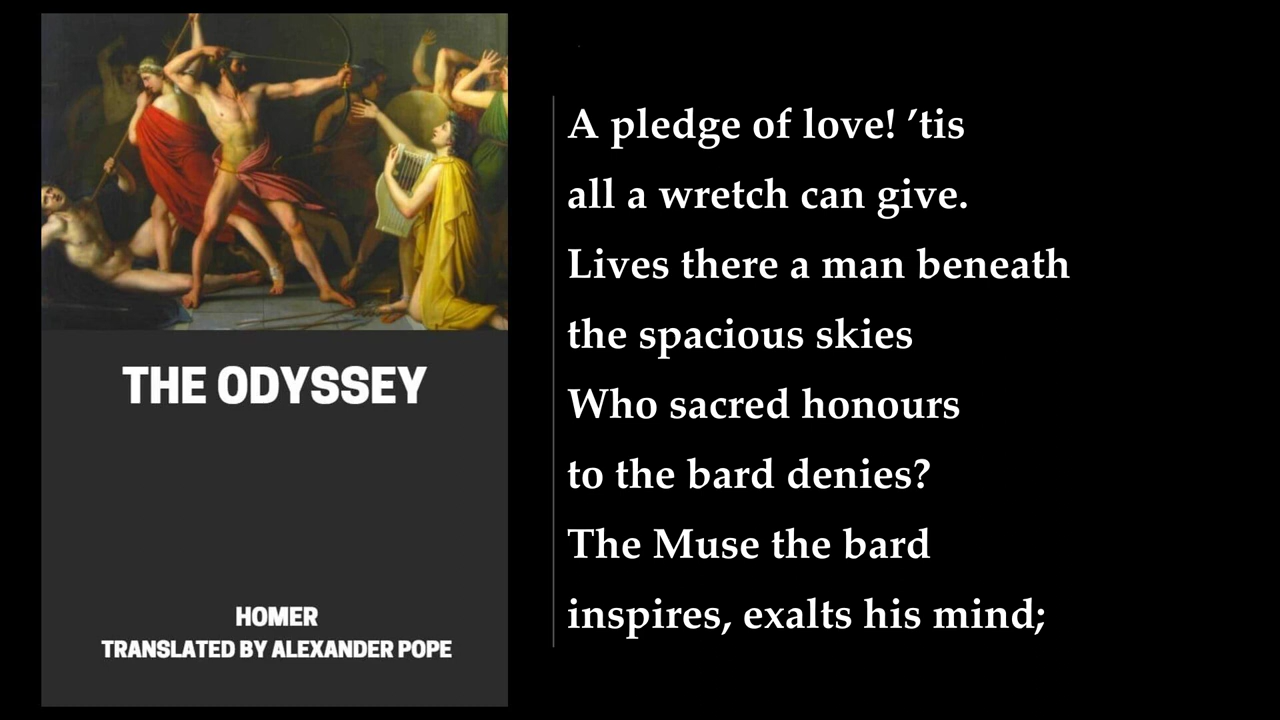 THE ODYSSEY
HOMER
TRANSLATED BY ALEXANDER POPE
A pledge of love! ’tis
all a wretch can give.
Lives there a man beneath
the spacious skies
Who sacred honours
to the bard denies?
The Muse the bard
inspires, exalts his mind;